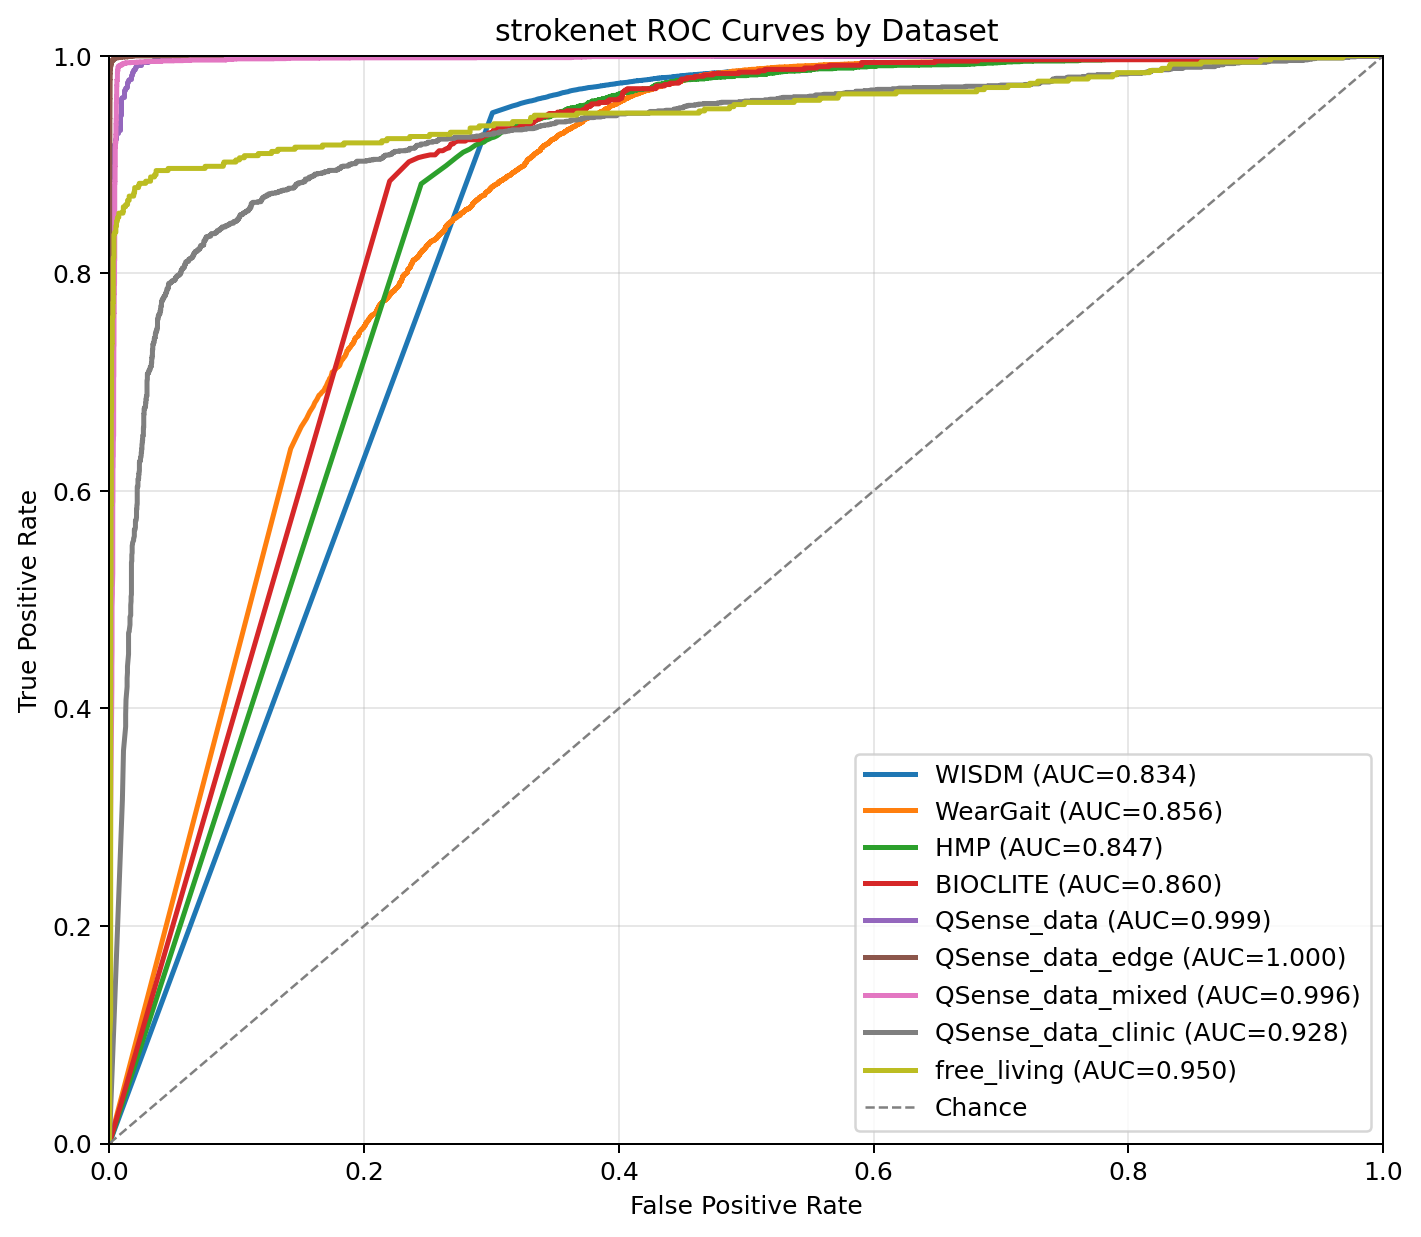 strokenet ROC Curves by Dataset
1.0
0.8
0.6
0.4
0.2
0.0
True Positive Rate
WISDM (AUC=0.834)
WearGait (AUC=0.856)
HMP (AUC=0.847)
BIOCLITE (AUC=0.860)
QSense_data (AUC=0.999)
QSense_data_edge (AUC=1.000)
QSense_data_mixed (AUC=0.996)
QSense_data_clinic (AUC=0.928)
free_living (AUC=0.950)
Chance
0.0 0.2 0.4 0.6 0.8 1.0
False Positive Rate